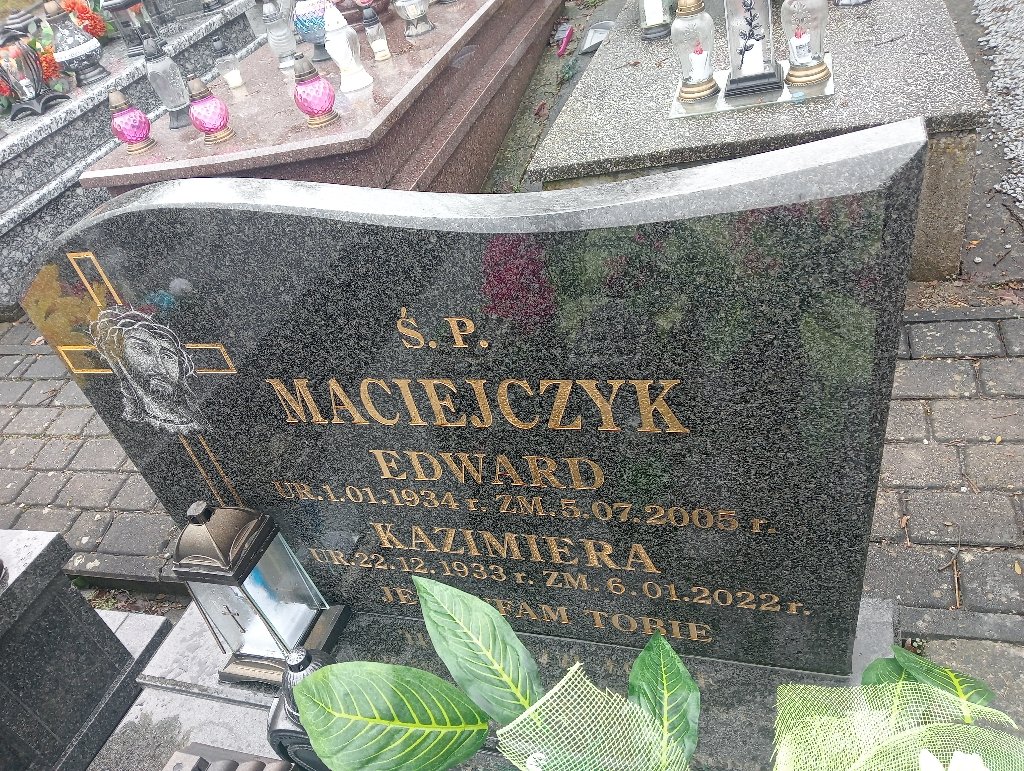 Ś. P.
MACIEJCZYK
EDWARD
UR. 1.01.1934 r. ZM. 5.07.2005 r.
KAZIMIERA
UR. 22.12.1933 r. ZM. 6.01.2022 r.
TOBIE